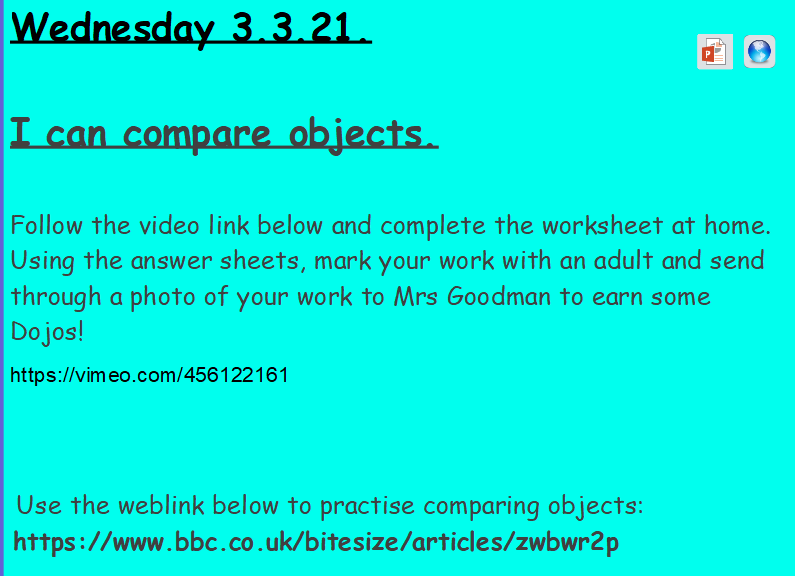 Wednesday 3.3.21.
I can compare objects.
Follow the video link below and complete the worksheet at home.
Using the answer sheets, mark your work with an adult and send
through a photo of your work to Mrs Goodman to earn some
Dojos!
https://vimeo.com/456122161
Use the weblink below to practise comparing objects:
https://www.bbc.co.uk/bitesize/articles/zwbwr2p